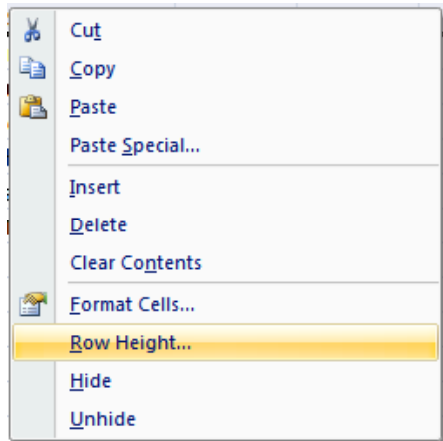 Cut
Copy
Paste
Paste Special...
Insert
Delete
Clear Contents
Format Cells...
Row Height...
Hide
Unhide